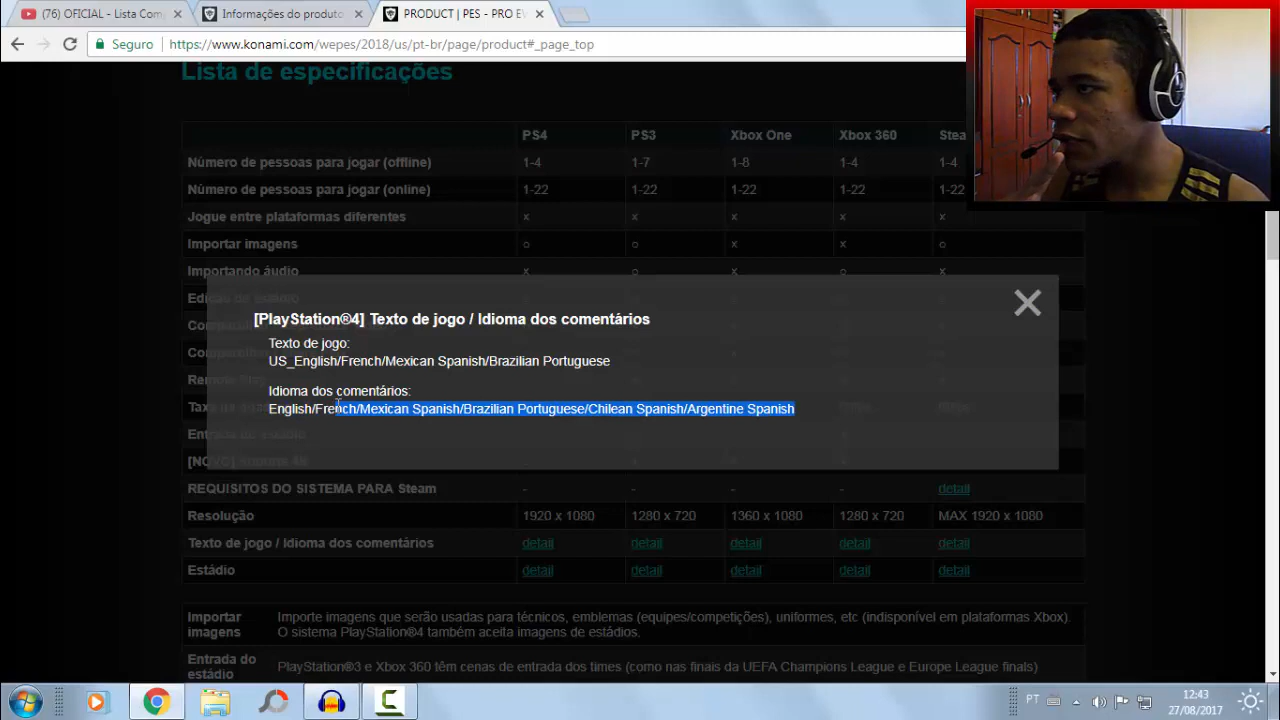 (76) OFICIAL - Lista Com
Informações do produto
PRODUCT | PES - PRO EV
Seguro
https://www.konami.com/wepes/2018/us/pt-br/page/product#_page_top
Lista de especificações
PS4 PS3 Xbox One Xbox 360
Número de pessoas para jogar (offline) 1-4 1-7 1-8 1-4 1-4
Número de pessoas para jogar (online) 1-22 1-22 1-22 1-22 1-22
Jogue entre plataformas diferentes x x x x x
Importar imagens ○ ○ x x ○
Importando áudio x ○ x ○ x
[PlayStation®4] Texto de jogo / Idioma dos comentários
Texto de jogo:
US_English/French/Mexican Spanish/Brazilian Portuguese
Idioma dos comentários:
English/French/Mexican Spanish/Brazilian Portuguese/Chilean Spanish/Argentine Spanish
REQUISITOS DO SISTEMA PARA Steam - - - - detail
Resolução 1920 x 1080 1280 x 720 1360 x 1080 1280 x 720 MAX 1920 x 1080
Texto de jogo / Idioma dos comentários detail detail detail detail detail
Estádio detail detail detail detail detail
Importar imagens
Importe imagens que serão usadas para técnicos, emblemas (equipes/competições), uniformes, etc (indisponível em plataformas Xbox).
O sistema PlayStation®4 também aceita imagens de estádios.
Entrada do estádio
PlayStation®3 e Xbox 360 têm cenas de entrada dos times (como nas finais da UEFA Champions League e Europe League finals)
PT
12:43
27/08/2017